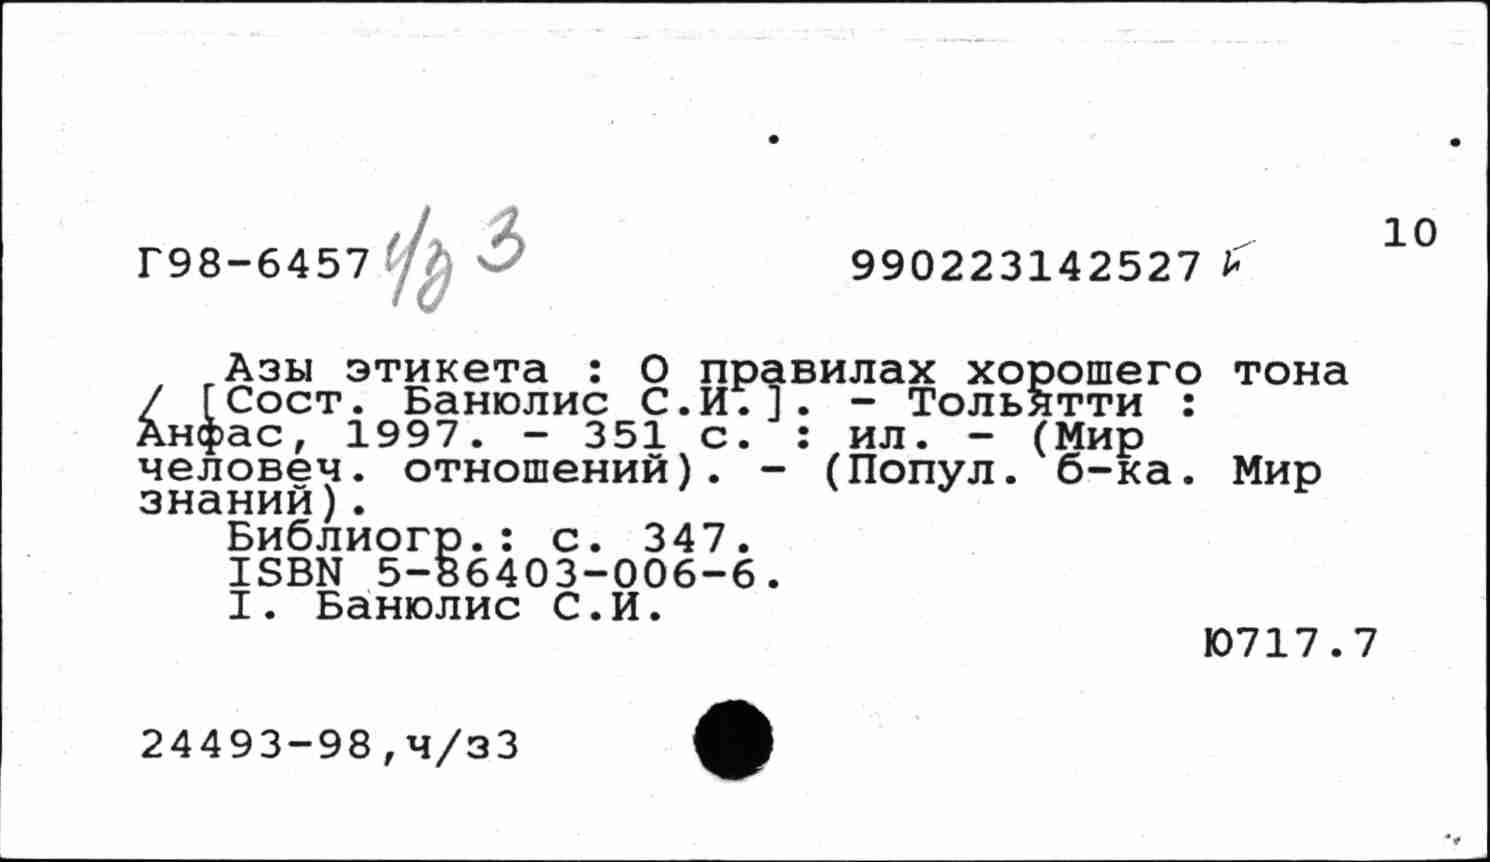 10
Г98-6457 ч/з 3 990223142527
Азы этикета : О правилах хорошего тона
/ [Сост. Банюлис С.И.]. - Тольятти :
Анфас, 1997. - 351 с. : ил. - (Мир
человеч. отношений). - (Попул. б-ка. Мир
знаний).
Библиогр.: с. 347.
ISBN 5-86403-006-6.
I. Банюлис С.И.
Ю717.7
24493-98,ч/з3